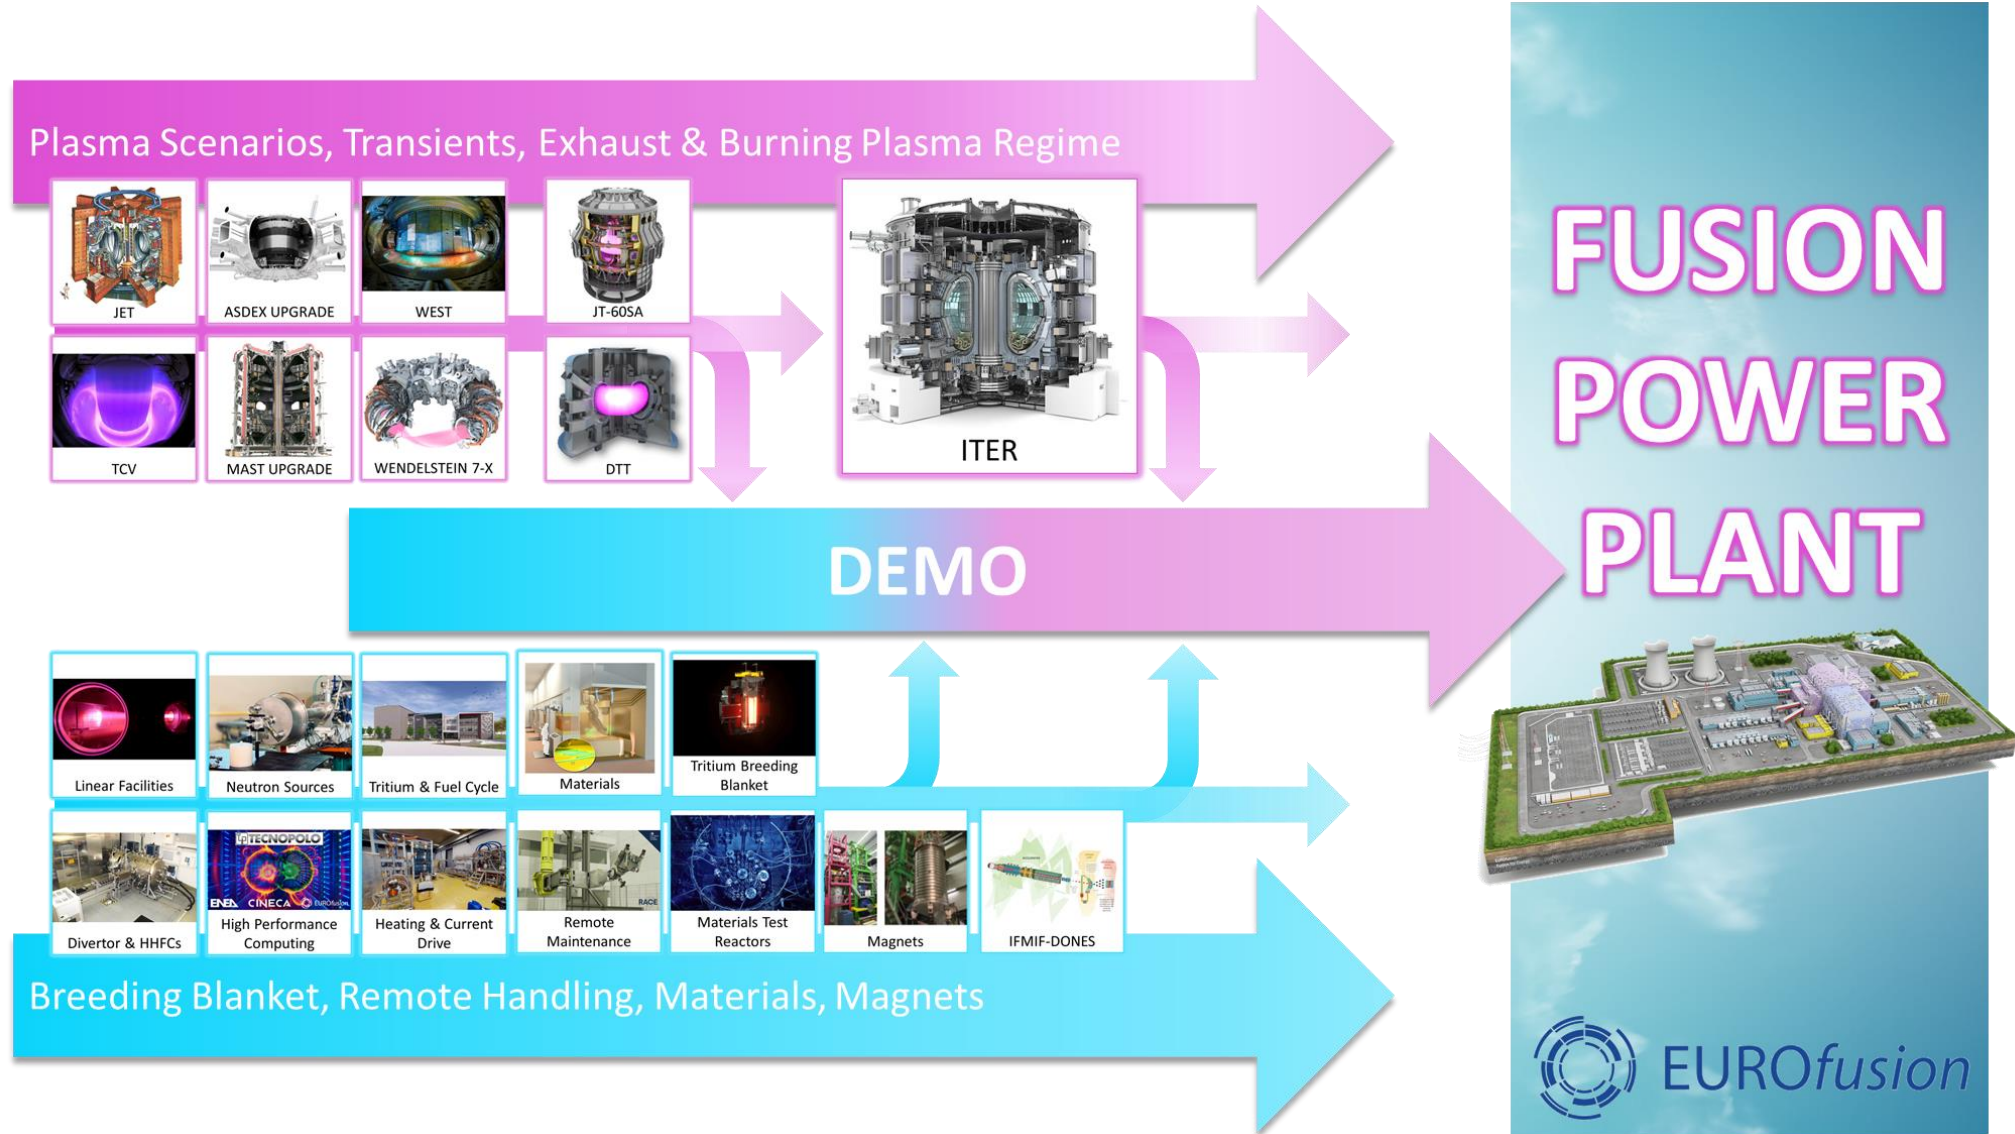 Plasma Scenarios, Transients, Exhaust & Burning Plasma Regime
JET
ASDEX UPGRADE
WEST
JT-60SA
TCV
MAST UPGRADE
WENDELSTEIN 7-X
DTT
ITER
DEMO
FUSION
POWER
PLANT
Linear Facilities
Neutron Sources
Tritium & Fuel Cycle
Materials
Tritium Breeding
Blanket
TECNOPOLO
ENEA CINECA EUROfusion
RACE
Divertor & HHFCs
High Performance
Computing
Heating & Current
Drive
Remote
Maintenance
Materials Test
Reactors
Magnets
IFMIF-DONES
Breeding Blanket, Remote Handling, Materials, Magnets
EUROfusion